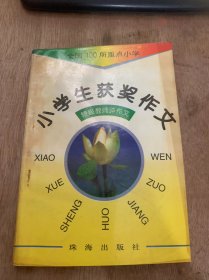 全国100所重点小学
小学生获奖作文
特级教师评作文
XIAO
XUE
SHENG
HUO
JIANG
ZUO
WEN
珠海出版社